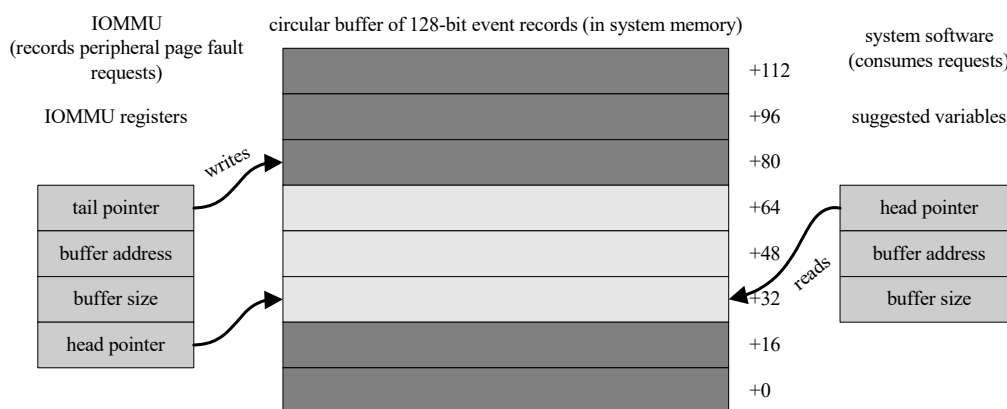 IOMMU
(records peripheral page fault
requests)
circular buffer of 128-bit event records (in system memory)
system software
(consumes requests)
IOMMU registers
suggested variables
+112
+96
+80
+64
+48
+32
+16
+0
writes
tail pointer
buffer address
buffer size
head pointer
reads
head pointer
buffer address
buffer size